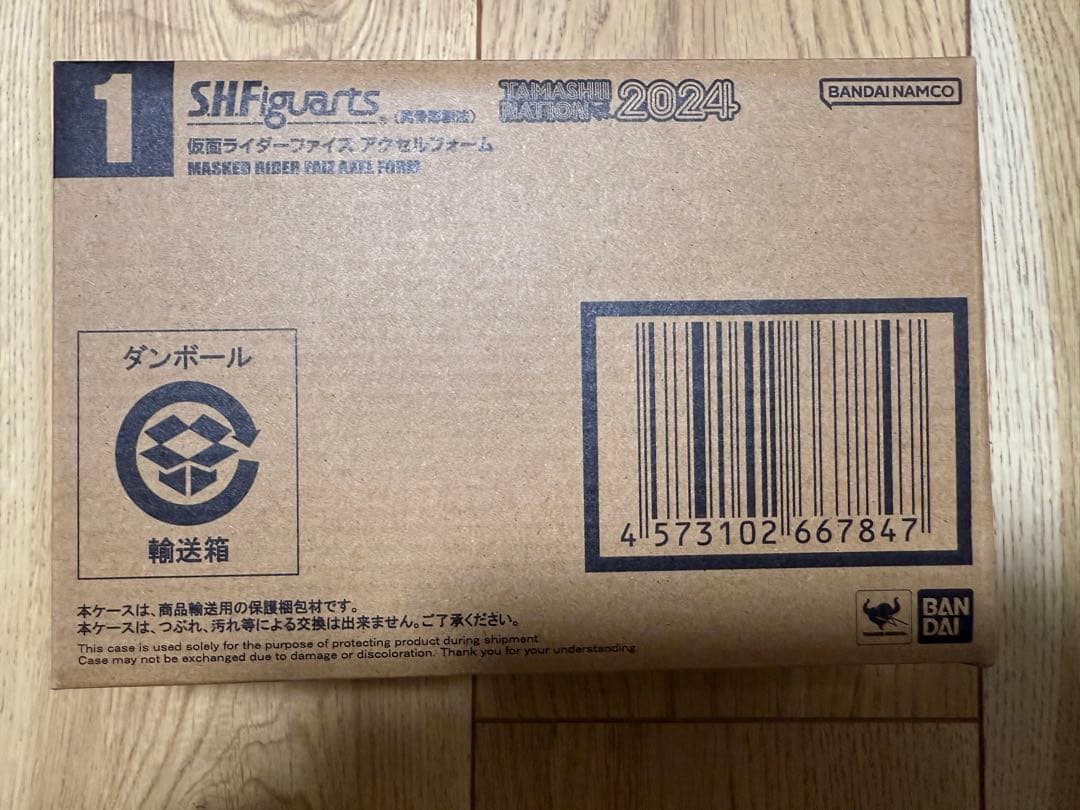 1
S.H.Figuarts
(真骨彫製法)
仮面ライダーファイズ アクセルフォーム
MASKED RIDER FAIZ AXEL FORM
TAMASHII NATION 2024
BANDAI NAMCO
ダンボール
輸送箱
4 573102 667847
本ケースは、商品輸送用の保護梱包材です。
本ケースは、つぶれ、汚れ等による交換は出来ません。ご了承ください。
This case is used solely for the purpose of protecting product during shipment.
Case may not be exchanged due to damage or discoloration. Thank you for your understanding.
BAN
DAI